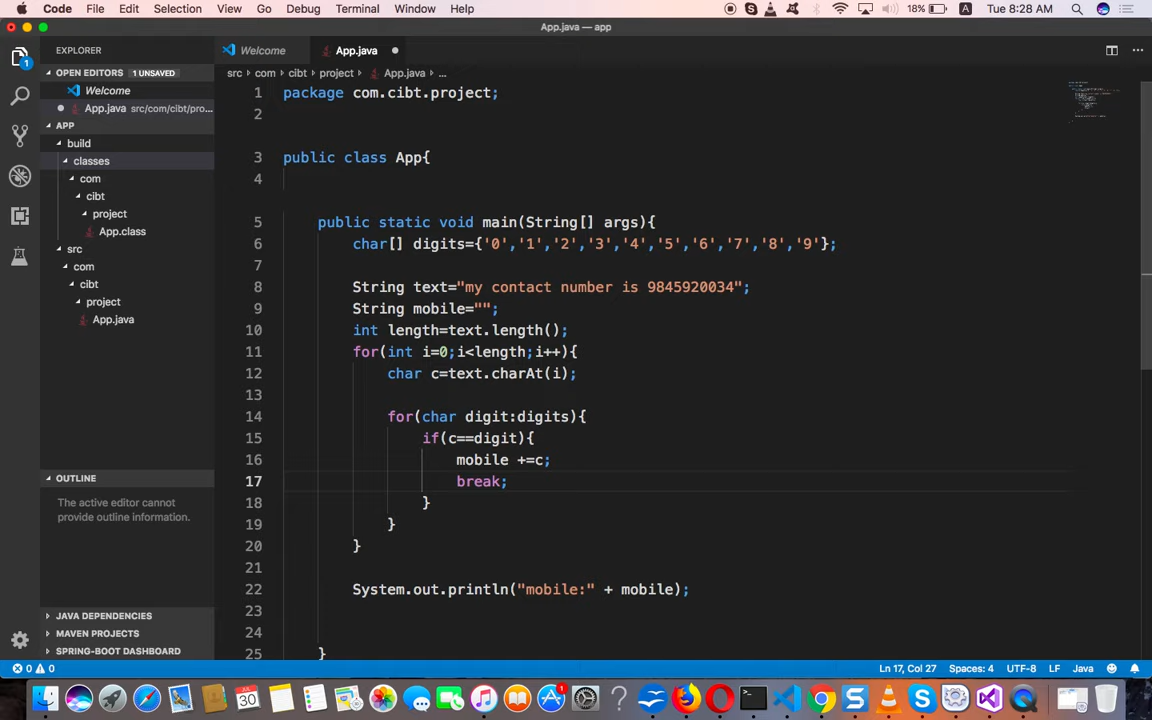 Code File Edit Selection View Go Debug Terminal Window Help 18% A Tue 8:28 AM
App.java — app
EXPLORER
Welcome
App.java
OPEN EDITORS 1 UNSAVED
src com cibt project App.java ...
Welcome
App.java src/com/cibt/pro...
APP
build
classes
com
cibt
project
App.class
src
com
cibt
project
App.java
OUTLINE
The active editor cannot
provide outline information.
JAVA DEPENDENCIES
MAVEN PROJECTS
SPRING-BOOT DASHBOARD
1 package com.cibt.project;
2
3 public class App{
4
5 public static void main(String[] args){
6 char[] digits={'0','1','2','3','4','5','6','7','8','9'};
7
8 String text="my contact number is 9845920034";
9 String mobile="";
10 int length=text.length();
11 for(int i=0;i<length;i++){
12 char c=text.charAt(i);
13
14 for(char digit:digits){
15 if(c==digit){
16 mobile +=c;
17 break;
18 }
19 }
20 }
21
22 System.out.println("mobile:" + mobile);
23
24
25 }
0 0 Ln 17, Col 27 Spaces: 4 UTF-8 LF Java